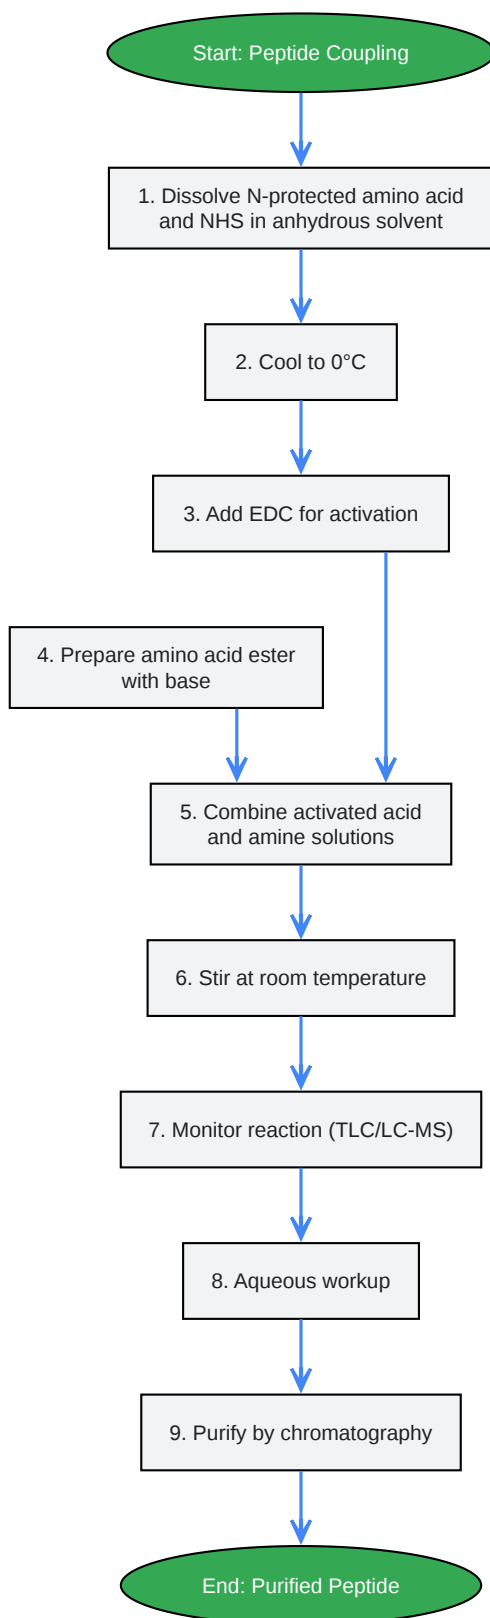 Start: Peptide Coupling
1. Dissolve N-protected amino acid
and NHS in anhydrous solvent
2. Cool to 0°C
3. Add EDC for activation
4. Prepare amino acid ester
with base
5. Combine activated acid
and amine solutions
6. Stir at room temperature
7. Monitor reaction (TLC/LC-MS)
8. Aqueous workup
9. Purify by chromatography
End: Purified Peptide